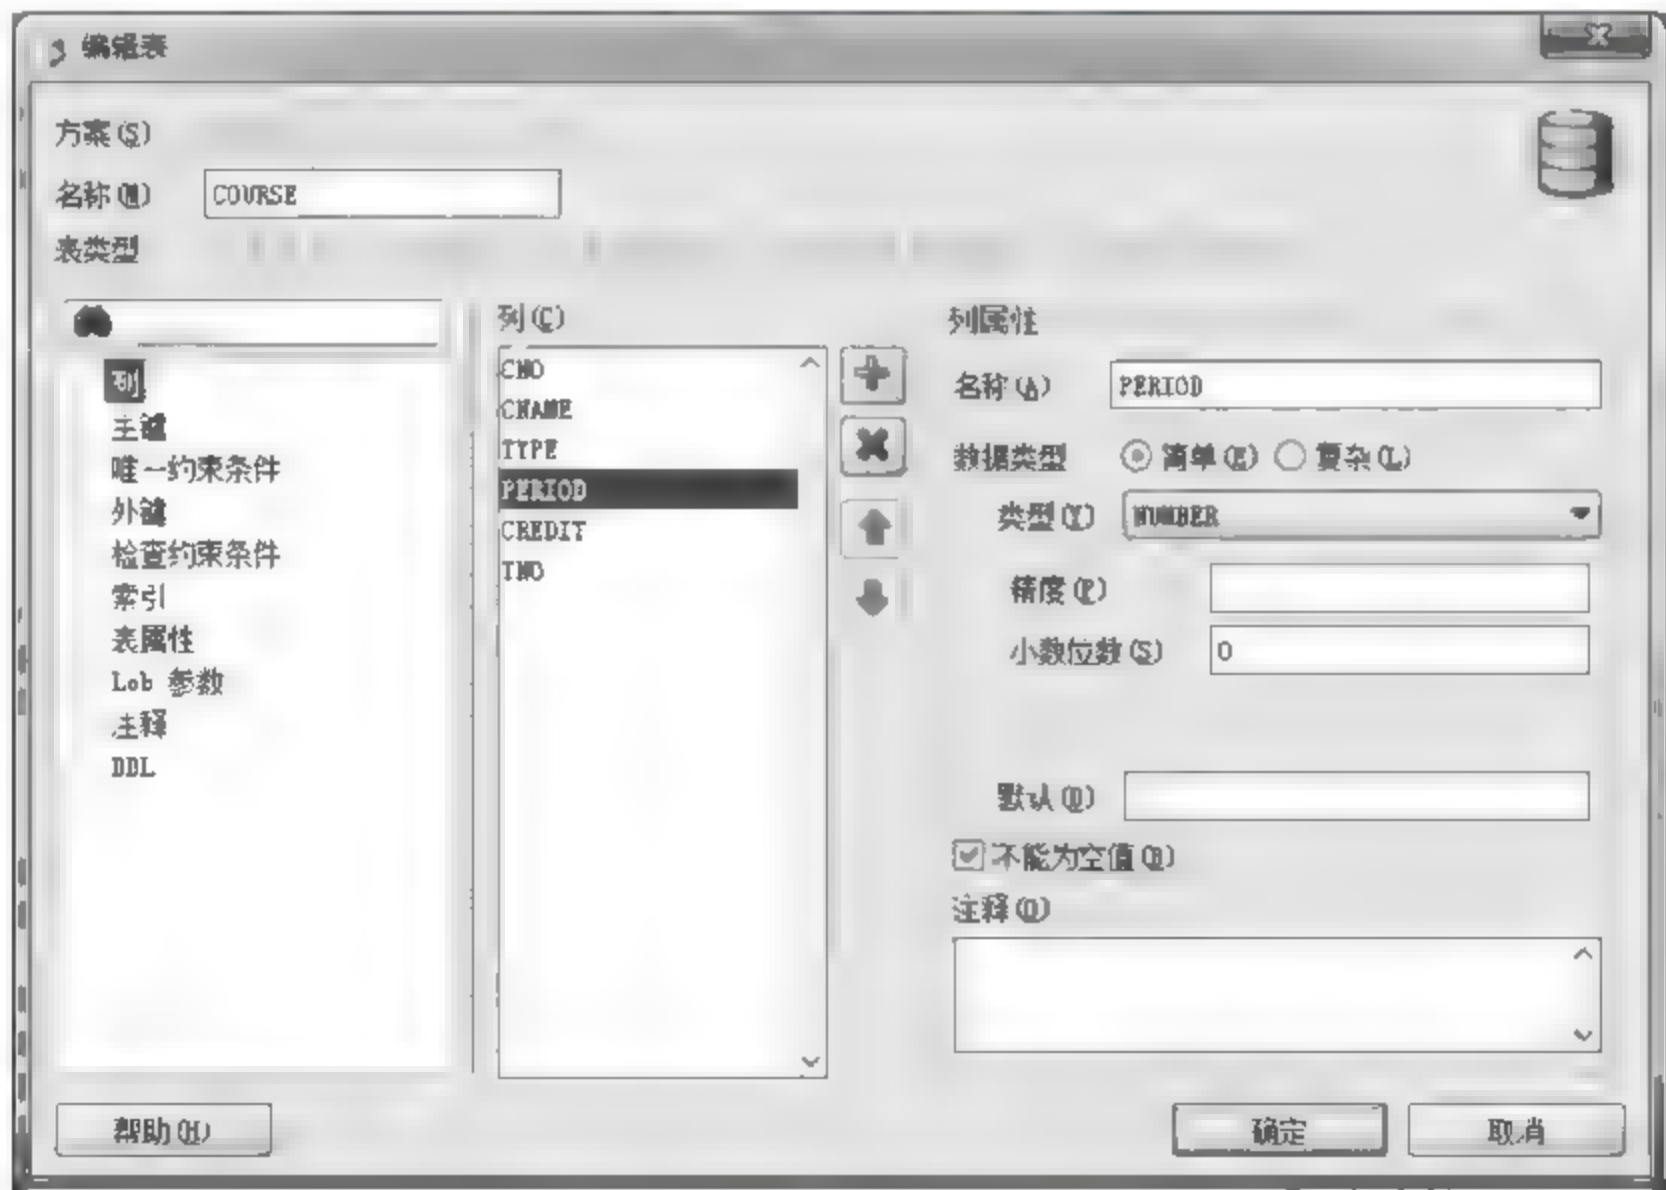 编辑表
方案(S)
名称(N) COURSE
表类型
列
主键
唯一约束条件
外键
检查约束条件
索引
表属性
Lob 参数
注释
DDL
列(C)
CNO
CNAME
TYPE
PERIOD
CREDIT
TNO
列属性
名称(A) PERIOD
数据类型 简单(E) 复杂(L)
类型(Y) NUMBER
精度(P)
小数位数(S) 0
默认(D)
不能为空值(B)
注释(O)
帮助(H)
确定
取消